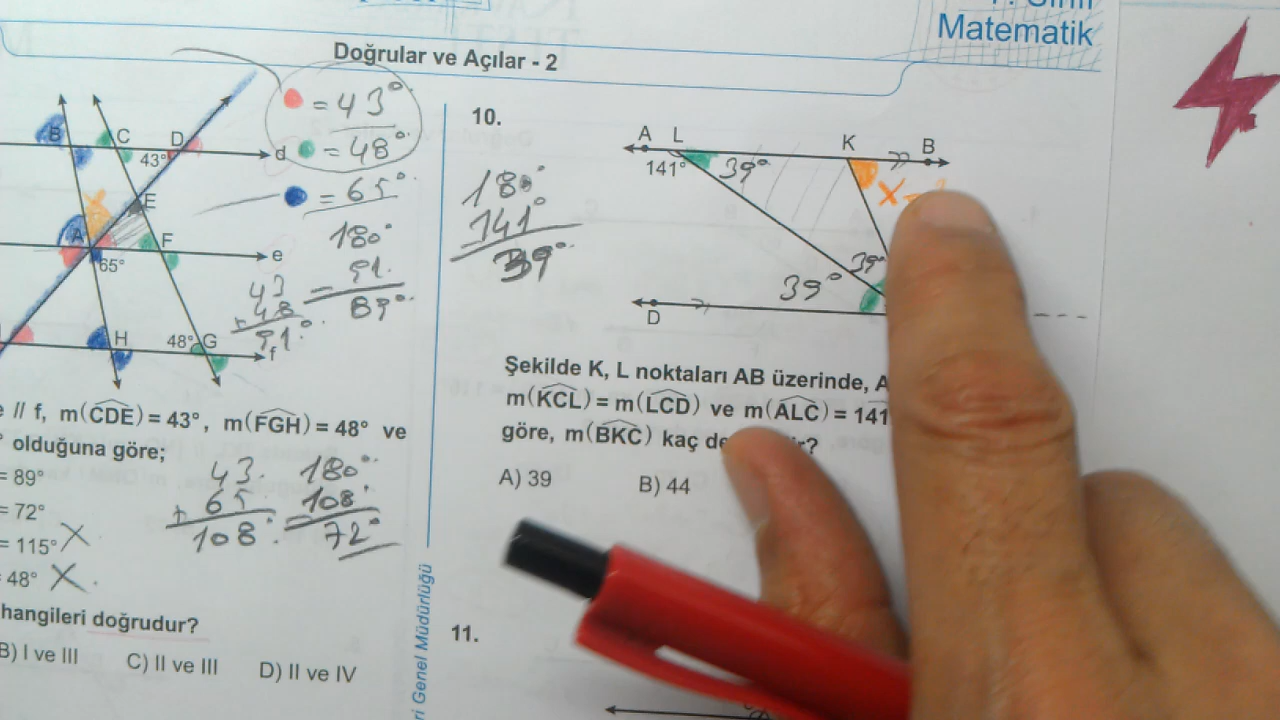 Matematik
Doğrular ve Açılar - 2
= 43°
= 48°
= 65°
B
C
D
43°
d
E
A
F
e
65°
H
48°
G
f
180°
- 91
89°
43
+ 48
91°
// f, m(CDE) = 43°, m(FGH) = 48° ve
olduğuna göre;
= 89°
= 72°
= 115° X
48° X
43
+ 65
108°
180°
- 108°
72°
hangileri doğrudur?
B) I ve III
C) II ve III
D) II ve IV
ri Genel Müdürlüğü
10.
180°
141°
39°
A
L
K
B
141°
39°
X
39°
39°
D
Şekilde K, L noktaları AB üzerinde,
m(KCL) = m(LCD) ve m(ALC) = 141
göre, m(BKC) kaç
A) 39
B) 44
11.